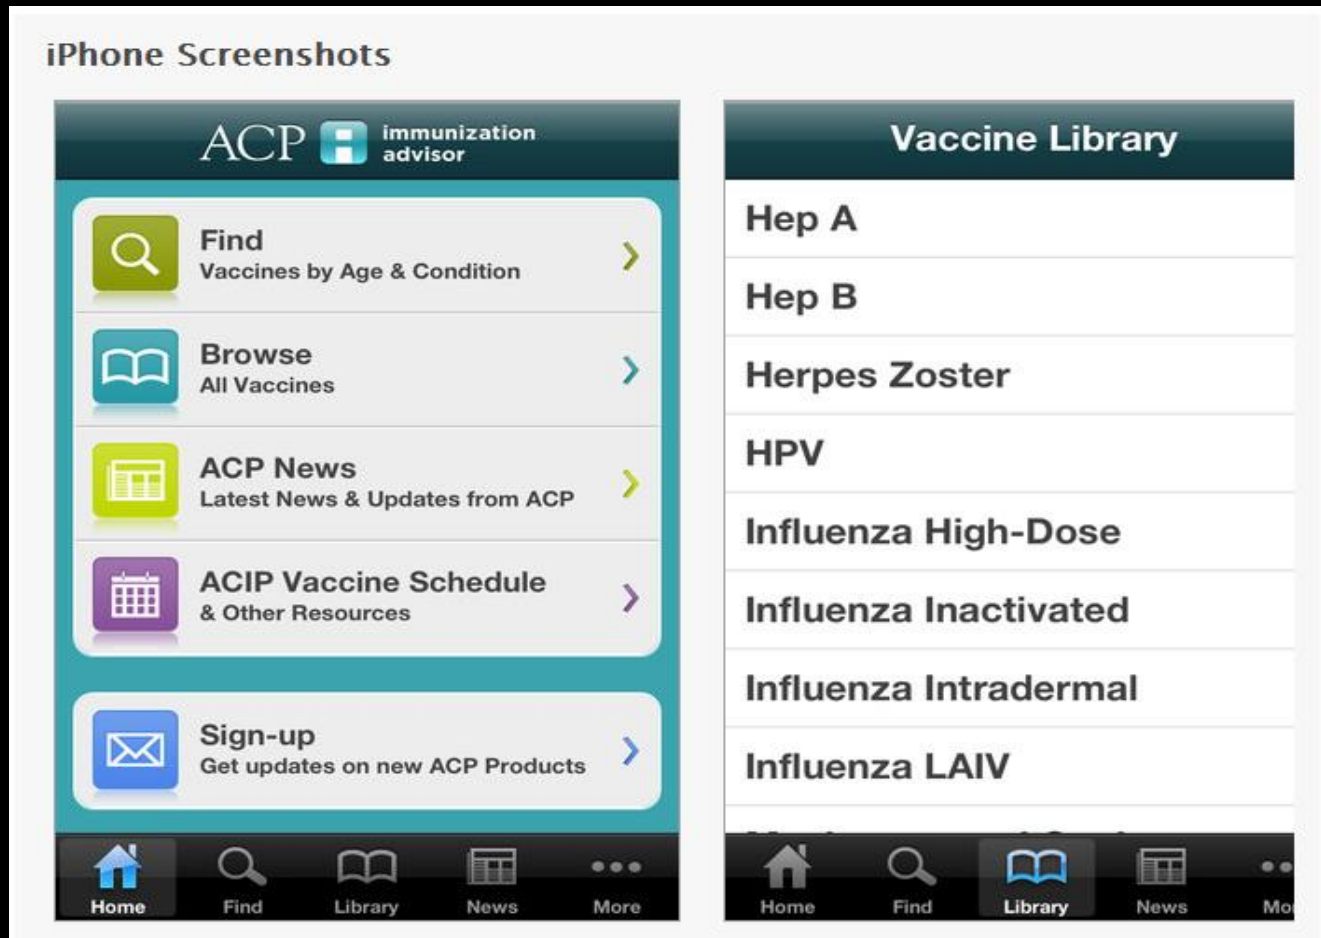 iPhone Screenshots
ACP immunization
advisor
Find
Vaccines by Age & Condition
Browse
All Vaccines
ACP News
Latest News & Updates from ACP
ACIP Vaccine Schedule
& Other Resources
Sign-up
Get updates on new ACP Products
Home Find Library News More
Vaccine Library
Hep A
Hep B
Herpes Zoster
HPV
Influenza High-Dose
Influenza Inactivated
Influenza Intradermal
Influenza LAIV
Home Find Library News Mo